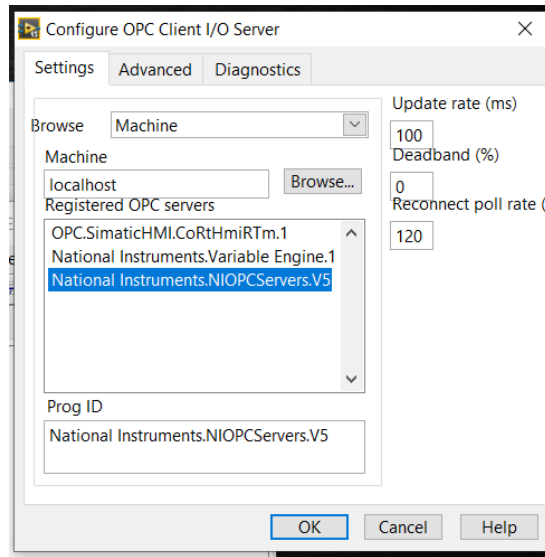 Configure OPC Client I/O Server
Settings Advanced Diagnostics
Browse Machine
Machine
localhost Browse...
Registered OPC servers
OPC.SimaticHMI.CoRtHmiRTm.1
National Instruments.Variable Engine.1
National Instruments.NIOPCServers.V5
Prog ID
National Instruments.NIOPCServers.V5
Update rate (ms)
100
Deadband (%)
0
Reconnect poll rate (
120
OK Cancel Help